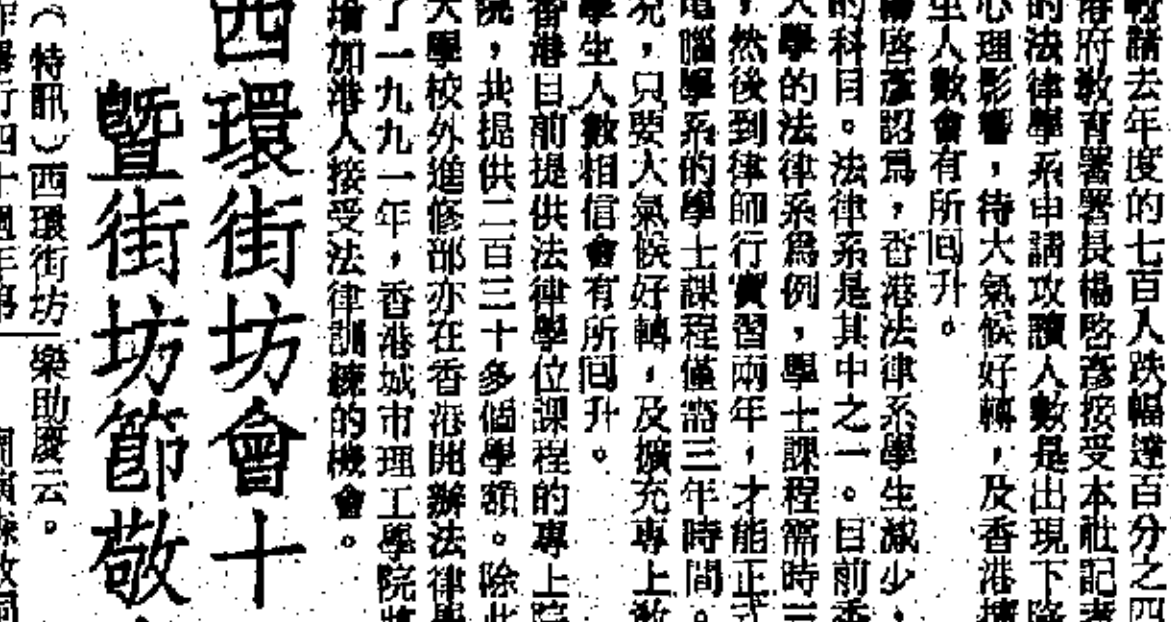 較諸去年度的七百人跌幅達百分之四
港府教育署署長楊啓彥接受本社記者
的法律學系申請攻讀人數是出現下降
心理影響，待大氣候好轉，及香港擴
生人數會有所回升。
楊啓彥認爲，香港法律系學生減少，
的科目。法律系是其中之一。目前香
大學的法律系爲例，學士課程需時三
，然後到律師行實習兩年，才能正式
電腦學系的學士課程僅需三年時間。
況，只要大氣候好轉，及擴充專上教
學生人數相信會有所回升。
香港目前提供法律學位課程的專上院
院，共提供二百三十多個學額。除此
大學校外進修部亦在香港開辦法律學
了一九九一年，香港城市理工學院將
增加港人接受法律訓練的機會。
西環街坊會十
暨街坊節敬
（特訊）西環街坊
樂助慶云。
舉行四十週年